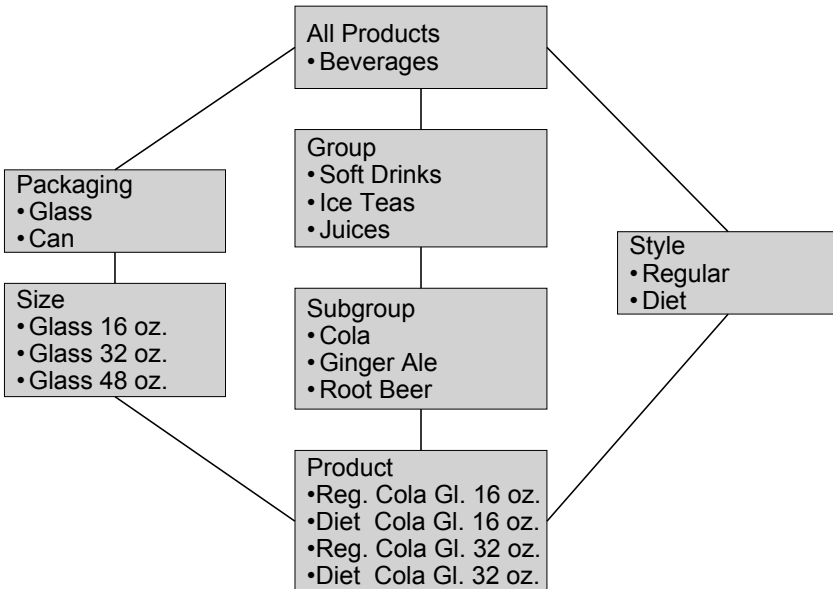 All Products
•Beverages
Group
•Soft Drinks
•Ice Teas
•Juices
Packaging
•Glass
•Can
Style
•Regular
•Diet
Size
•Glass 16 oz.
•Glass 32 oz.
•Glass 48 oz.
Subgroup
•Cola
•Ginger Ale
•Root Beer
Product
•Reg. Cola Gl. 16 oz.
•Diet Cola Gl. 16 oz.
•Reg. Cola Gl. 32 oz.
•Diet Cola Gl. 32 oz.